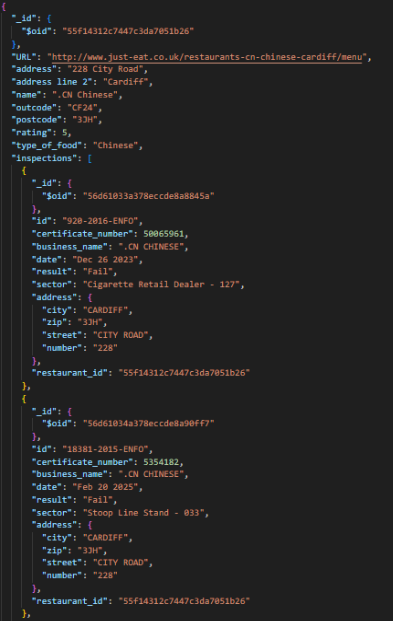 {
"_id": {
"$oid": "55f14312c7447c3da7051b26"
},
"URL": "http://www.just-eat.co.uk/restaurants-cn-chinese-cardiff/menu",
"address": "228 City Road",
"address line 2": "Cardiff",
"name": ".CN Chinese",
"outcode": "CF24",
"postcode": "3JH",
"rating": 5,
"type_of_food": "Chinese",
"inspections": [
{
"_id": {
"$oid": "56d61033a378eccde8a8845a"
},
"id": "920-2016-ENFO",
"certificate_number": 50065961,
"business_name": ".CN CHINESE",
"date": "Dec 26 2023",
"result": "Fail",
"sector": "Cigarette Retail Dealer - 127",
"address": {
"city": "CARDIFF",
"zip": "3JH",
"street": "CITY ROAD",
"number": "228"
},
"restaurant_id": "55f14312c7447c3da7051b26"
},
{
"_id": {
"$oid": "56d61034a378eccde8a90ff7"
},
"id": "18381-2015-ENFO",
"certificate_number": 5354182,
"business_name": ".CN CHINESE",
"date": "Feb 20 2025",
"result": "Fail",
"sector": "Stoop Line Stand - 033",
"address": {
"city": "CARDIFF",
"zip": "3JH",
"street": "CITY ROAD",
"number": "228"
},
"restaurant_id": "55f14312c7447c3da7051b26"
},